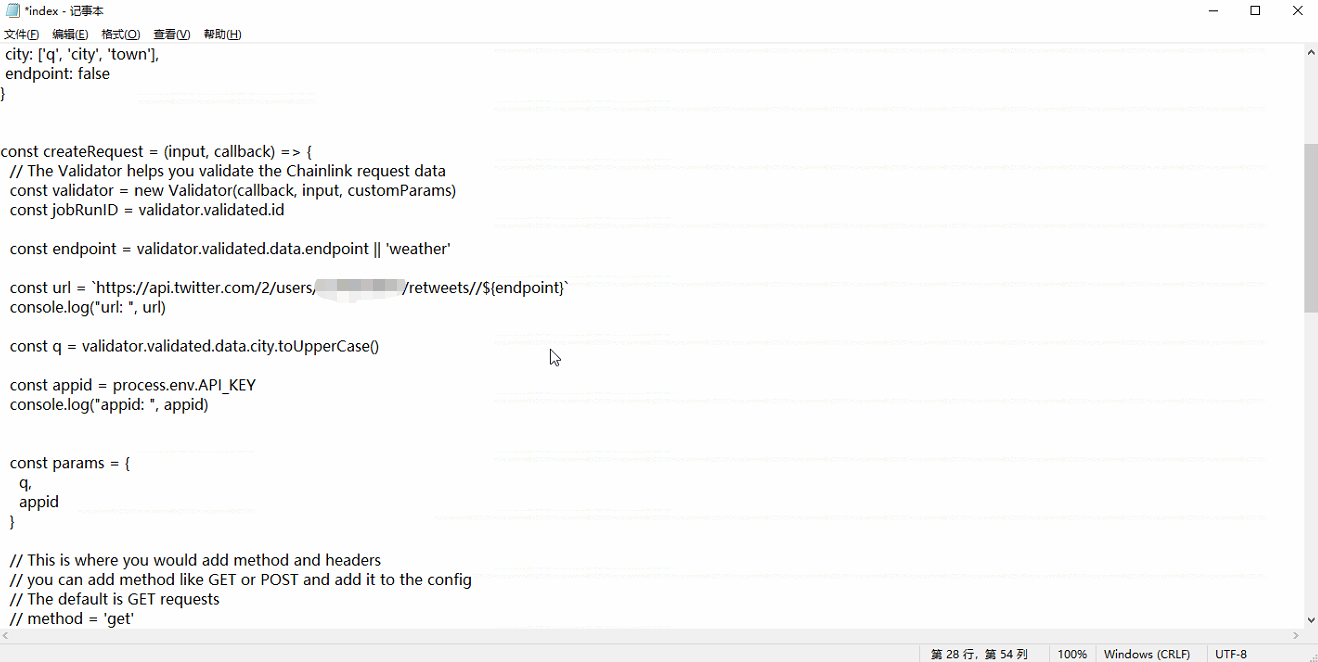 *index - 记事本
文件(F) 编辑(E) 格式(O) 查看(V) 帮助(H)
city: ['q', 'city', 'town'],
endpoint: false
}
const createRequest = (input, callback) => {
// The Validator helps you validate the Chainlink request data
const validator = new Validator(callback, input, customParams)
const jobRunID = validator.validated.id
const endpoint = validator.validated.data.endpoint || 'weather'
const url = `https://api.twitter.com/2/users/ /retweets//${endpoint}`
console.log("url: ", url)
const q = validator.validated.data.city.toUpperCase()
const appid = process.env.API_KEY
console.log("appid: ", appid)
const params = {
q,
appid
}
// This is where you would add method and headers
// you can add method like GET or POST and add it to the config
// The default is GET requests
// method = 'get'
第 28 行，第 54 列 100% Windows (CRLF) UTF-8